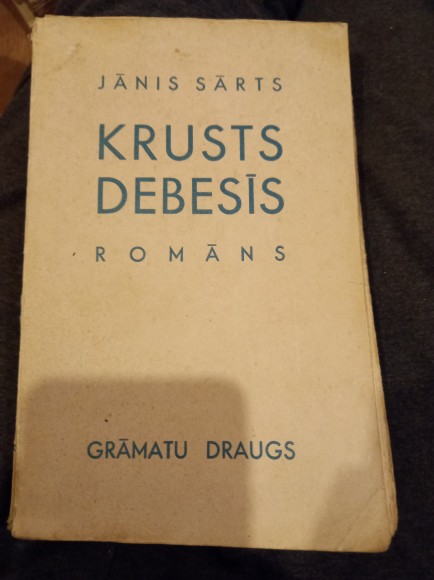 JĀNIS SĀRTS
KRUSTS
DEBESĪS
ROMĀNS
GRĀMATU DRAUGS